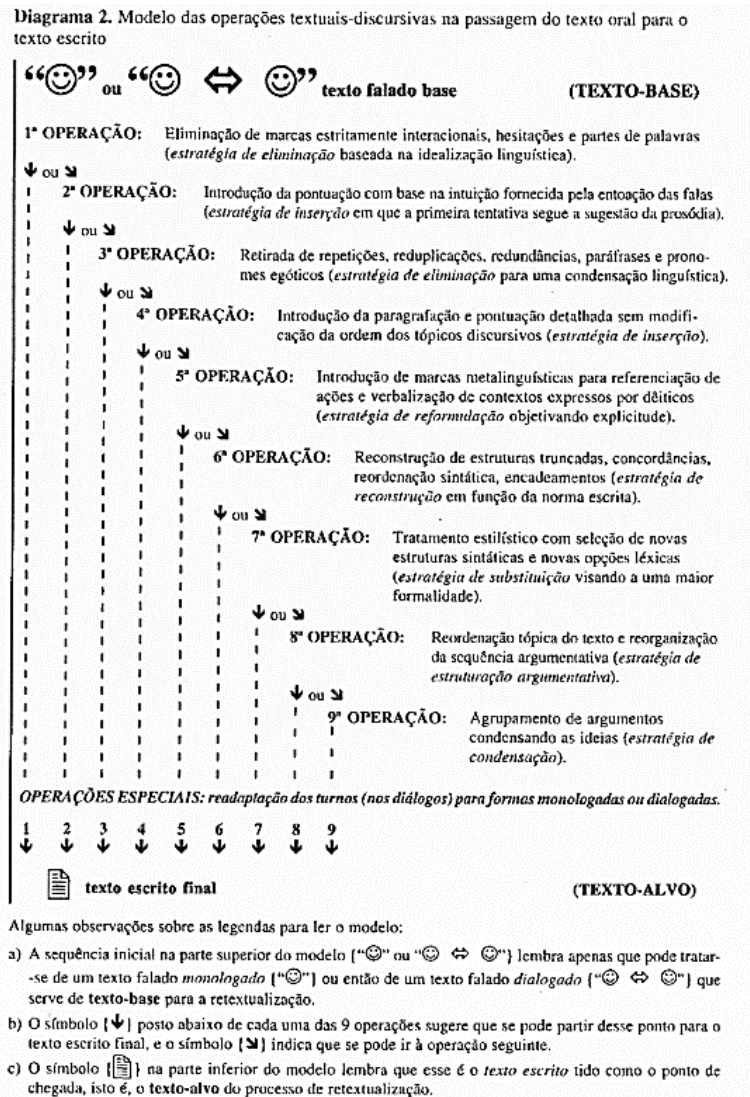 Diagrama 2. Modelo das operações textuais-discursivas na passagem do texto oral para o
texto escrito
“☺” ou “☺ ⇔ ☺” texto falado base (TEXTO-BASE)
1ª OPERAÇÃO: Eliminação de marcas estritamente interacionais, hesitações e partes de palavras
(estratégia de eliminação baseada na idealização linguística).
🡻 ou ⬊
2ª OPERAÇÃO: Introdução da pontuação com base na intuição fornecida pela entoação das falas
(estratégia de inserção em que a primeira tentativa segue a sugestão da prosódia).
🡻 ou ⬊
3ª OPERAÇÃO: Retirada de repetições, reduplicações, redundâncias, paráfrases e prono-
mes egóticos (estratégia de eliminação para uma condensação linguística).
🡻 ou ⬊
4ª OPERAÇÃO: Introdução da paragrafação e pontuação detalhada sem modifi-
cação da ordem dos tópicos discursivos (estratégia de inserção).
🡻 ou ⬊
5ª OPERAÇÃO: Introdução de marcas metalinguísticas para referenciação de
ações e verbalização de contextos expressos por dêiticos
(estratégia de reformulação objetivando explicitude).
🡻 ou ⬊
6ª OPERAÇÃO: Reconstrução de estruturas truncadas, concordâncias,
reordenação sintática, encadeamentos (estratégia de
reconstrução em função da norma escrita).
🡻 ou ⬊
7ª OPERAÇÃO: Tratamento estilístico com seleção de novas
estruturas sintáticas e novas opções léxicas
(estratégia de substituição visando a uma maior
formalidade).
🡻 ou ⬊
8ª OPERAÇÃO: Reordenação tópica do texto e reorganização
da sequência argumentativa (estratégia de
estruturação argumentativa).
🡻 ou ⬊
9ª OPERAÇÃO: Agrupamento de argumentos
condensando as ideias (estratégia de
condensação).
OPERAÇÕES ESPECIAIS: readaptação dos turnos (nos diálogos) para formas monologadas ou dialogadas.
1 2 3 4 5 6 7 8 9
texto escrito final (TEXTO-ALVO)
Algumas observações sobre as legendas para ler o modelo:
a) A sequência inicial na parte superior do modelo {“☺” ou “☺ ⇔ ☺”} lembra apenas que pode tratar-
-se de um texto falado monologado {“☺”} ou então de um texto falado dialogado {“☺ ⇔ ☺”} que
serve de texto-base para a retextualização.
b) O símbolo {🡻} posto abaixo de cada uma das 9 operações sugere que se pode partir desse ponto para o
texto escrito final, e o símbolo {⬊} indica que se pode ir à operação seguinte.
c) O símbolo {🗎} na parte inferior do modelo lembra que esse é o texto escrito tido como o ponto de
chegada, isto é, o texto-alvo do processo de retextualização.